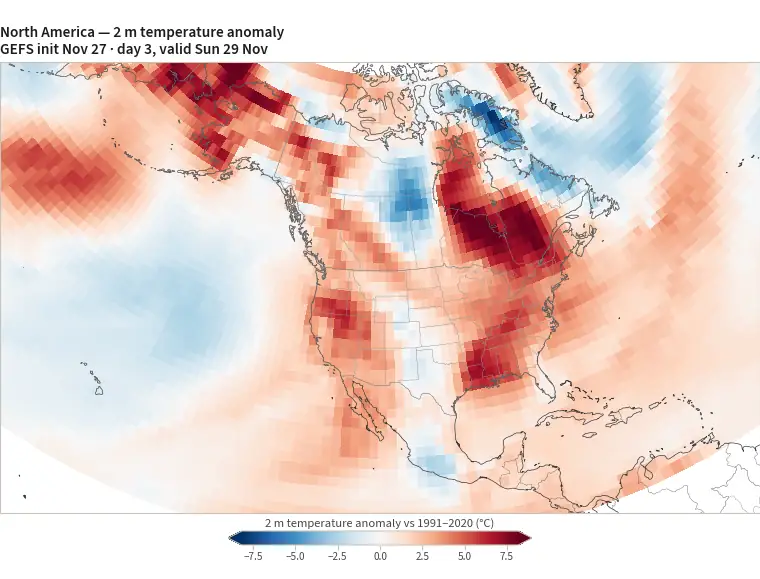 North America — 2 m temperature anomaly
GEFS init Nov 27 · day 3, valid Sun 29 Nov
2 m temperature anomaly vs 1991–2020 (°C)
−7.5 −5.0 −2.5 0.0 2.5 5.0 7.5